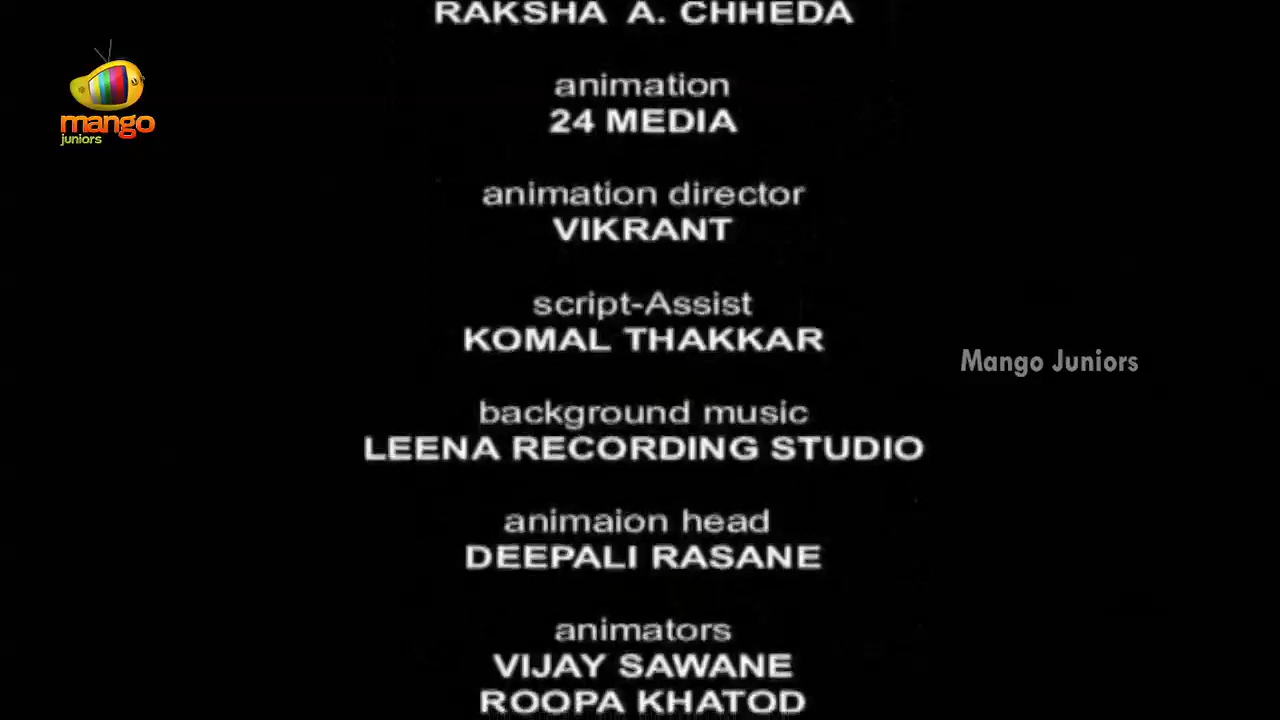 RAKSHA A. CHHEDA
mango
juniors
animation
24 MEDIA
animation director
VIKRANT
script-Assist
KOMAL THAKKAR
Mango Juniors
background music
LEENA RECORDING STUDIO
animaion head
DEEPALI RASANE
animators
VIJAY SAWANE
ROOPA KHATOD